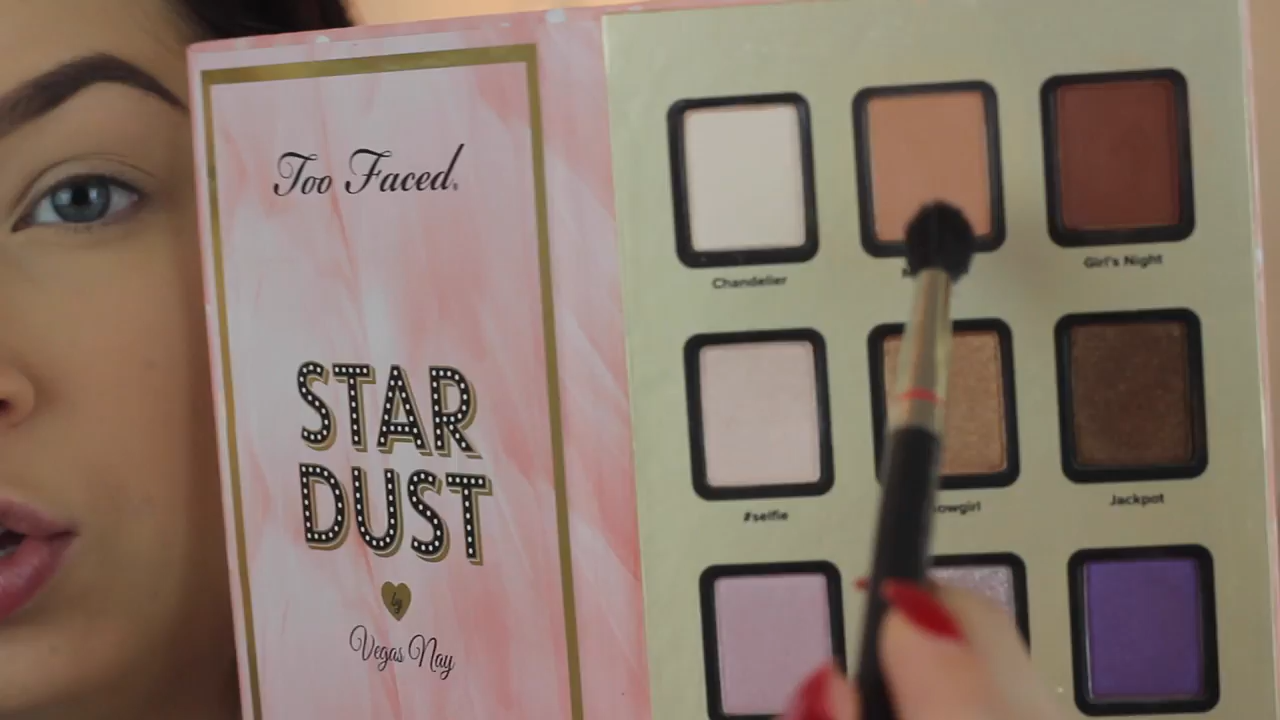 Too Faced.
STAR
DUST
by
Vegas Nay
Chandelier
Girl's Night
#selfie
Jackpot